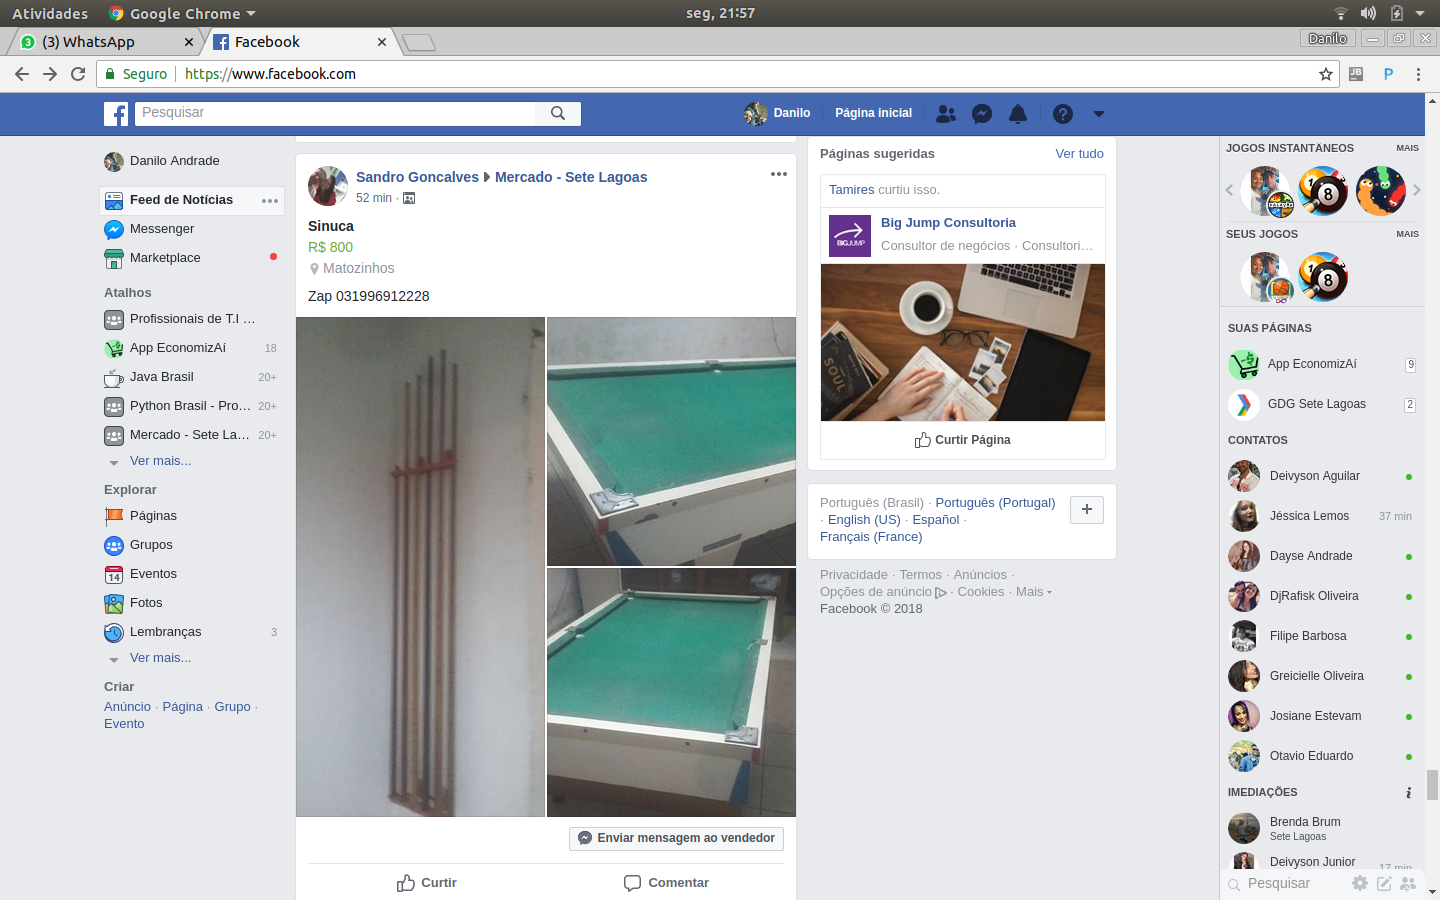 Atividades
Google Chrome
seg, 21:57
(3) WhatsApp
Facebook
Danilo
Seguro
https://www.facebook.com
Pesquisar
Danilo
Página inicial
Danilo Andrade
Feed de Notícias
Messenger
Marketplace
Atalhos
Profissionais de T.I ...
App EconomizAí 18
Java Brasil 20+
Python Brasil - Pro... 20+
Mercado - Sete La... 20+
Ver mais...
Explorar
Páginas
Grupos
Eventos
Fotos
Lembranças 3
Ver mais...
Criar
Anúncio · Página · Grupo ·
Evento
Sandro Goncalves Mercado - Sete Lagoas
52 min ·
Sinuca
R$ 800
Matozinhos
Zap 031996912228
Enviar mensagem ao vendedor
Curtir
Comentar
Páginas sugeridas
Ver tudo
Tamires curtiu isso.
BIGJUMP
Big Jump Consultoria
Consultor de negócios · Consultori...
SOUL
Curtir Página
Português (Brasil) · Português (Portugal)
· English (US) · Español ·
Français (France)
Privacidade · Termos · Anúncios ·
Opções de anúncio · Cookies · Mais
Facebook © 2018
JOGOS INSTANTANEOS
MAIS
SEUS JOGOS
MAIS
SUAS PÁGINAS
App EconomizAí 9
GDG Sete Lagoas 2
CONTATOS
Deivyson Aguilar
Jéssica Lemos 37 min
Dayse Andrade
DjRafisk Oliveira
Filipe Barbosa
Greicielle Oliveira
Josiane Estevam
Otavio Eduardo
IMEDIAÇÕES
Brenda Brum
Sete Lagoas
Deivyson Junior
17 min
Pesquisar